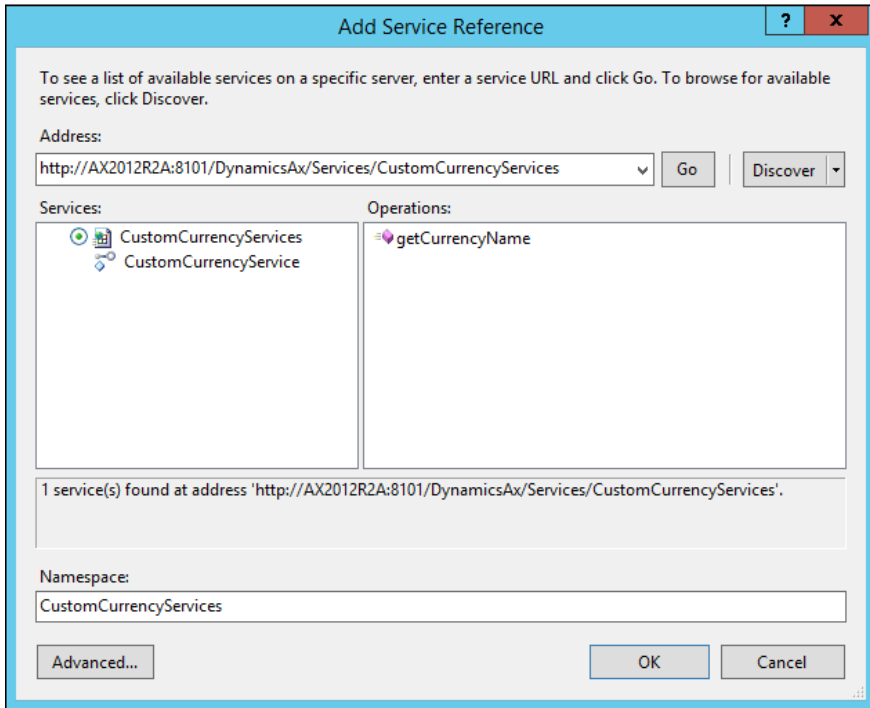 Add Service Reference
?
x
To see a list of available services on a specific server, enter a service URL and click Go. To browse for available
services, click Discover.
Address:
http://AX2012R2A:8101/DynamicsAx/Services/CustomCurrencyServices
Go
Discover
Services:
Operations:
CustomCurrencyServices
getCurrencyName
CustomCurrencyService
1 service(s) found at address 'http://AX2012R2A:8101/DynamicsAx/Services/CustomCurrencyServices'.
Namespace:
CustomCurrencyServices
Advanced...
OK
Cancel